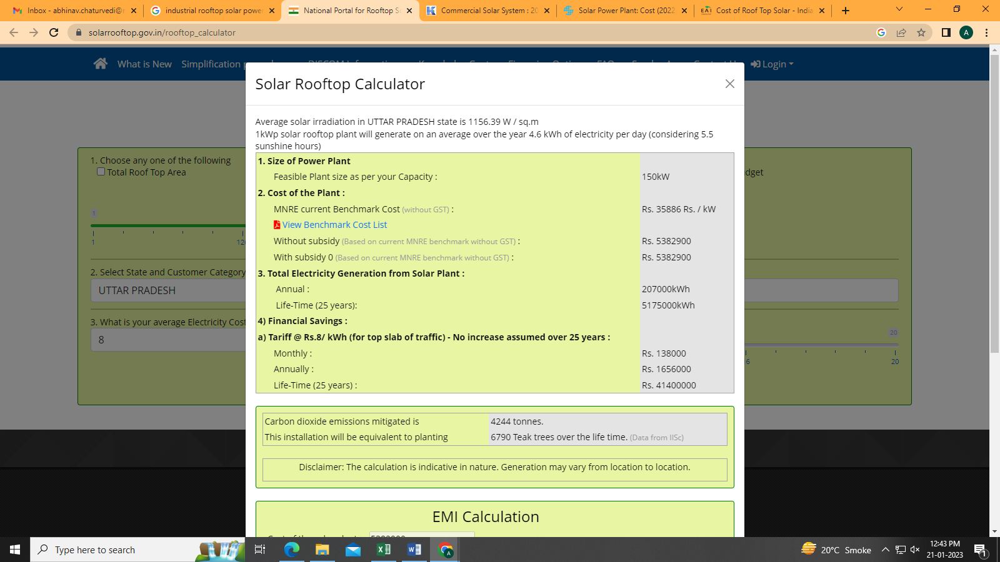 Inbox - abhinav.chaturvedi@r
industrial rooftop solar power
National Portal for Rooftop So
Commercial Solar System : 20
Solar Power Plant: Cost (2022
Cost of Roof Top Solar - India
solarrooftop.gov.in/rooftop_calculator
A
What is New Simplification Login
Solar Rooftop Calculator
Average solar irradiation in UTTAR PRADESH state is 1156.39 W / sq.m
1kWp solar rooftop plant will generate on an average over the year 4.6 kWh of electricity per day (considering 5.5
sunshine hours)
1. Size of Power Plant
Feasible Plant size as per your Capacity : 150kW
2. Cost of the Plant :
MNRE current Benchmark Cost (without GST) : Rs. 35886 Rs. / kW
View Benchmark Cost List
Without subsidy (Based on current MNRE benchmark without GST) : Rs. 5382900
With subsidy 0 (Based on current MNRE benchmark without GST) : Rs. 5382900
3. Total Electricity Generation from Solar Plant :
Annual : 207000kWh
Life-Time (25 years): 5175000kWh
4) Financial Savings :
a) Tariff @ Rs.8/ kWh (for top slab of traffic) - No increase assumed over 25 years :
Monthly : Rs. 138000
Annually : Rs. 1656000
Life-Time (25 years) : Rs. 41400000
Carbon dioxide emissions mitigated is 4244 tonnes.
This installation will be equivalent to planting 6790 Teak trees over the life time. (Data from IISc)
Disclaimer: The calculation is indicative in nature. Generation may vary from location to location.
EMI Calculation
1. Choose any one of the following
Total Roof Top Area
dget
1
1
120
2. Select State and Customer Category
UTTAR PRADESH
3. What is your average Electricity Cost
8
20
6
20
Type here to search
20°C Smoke
12:43 PM
21-01-2023
1